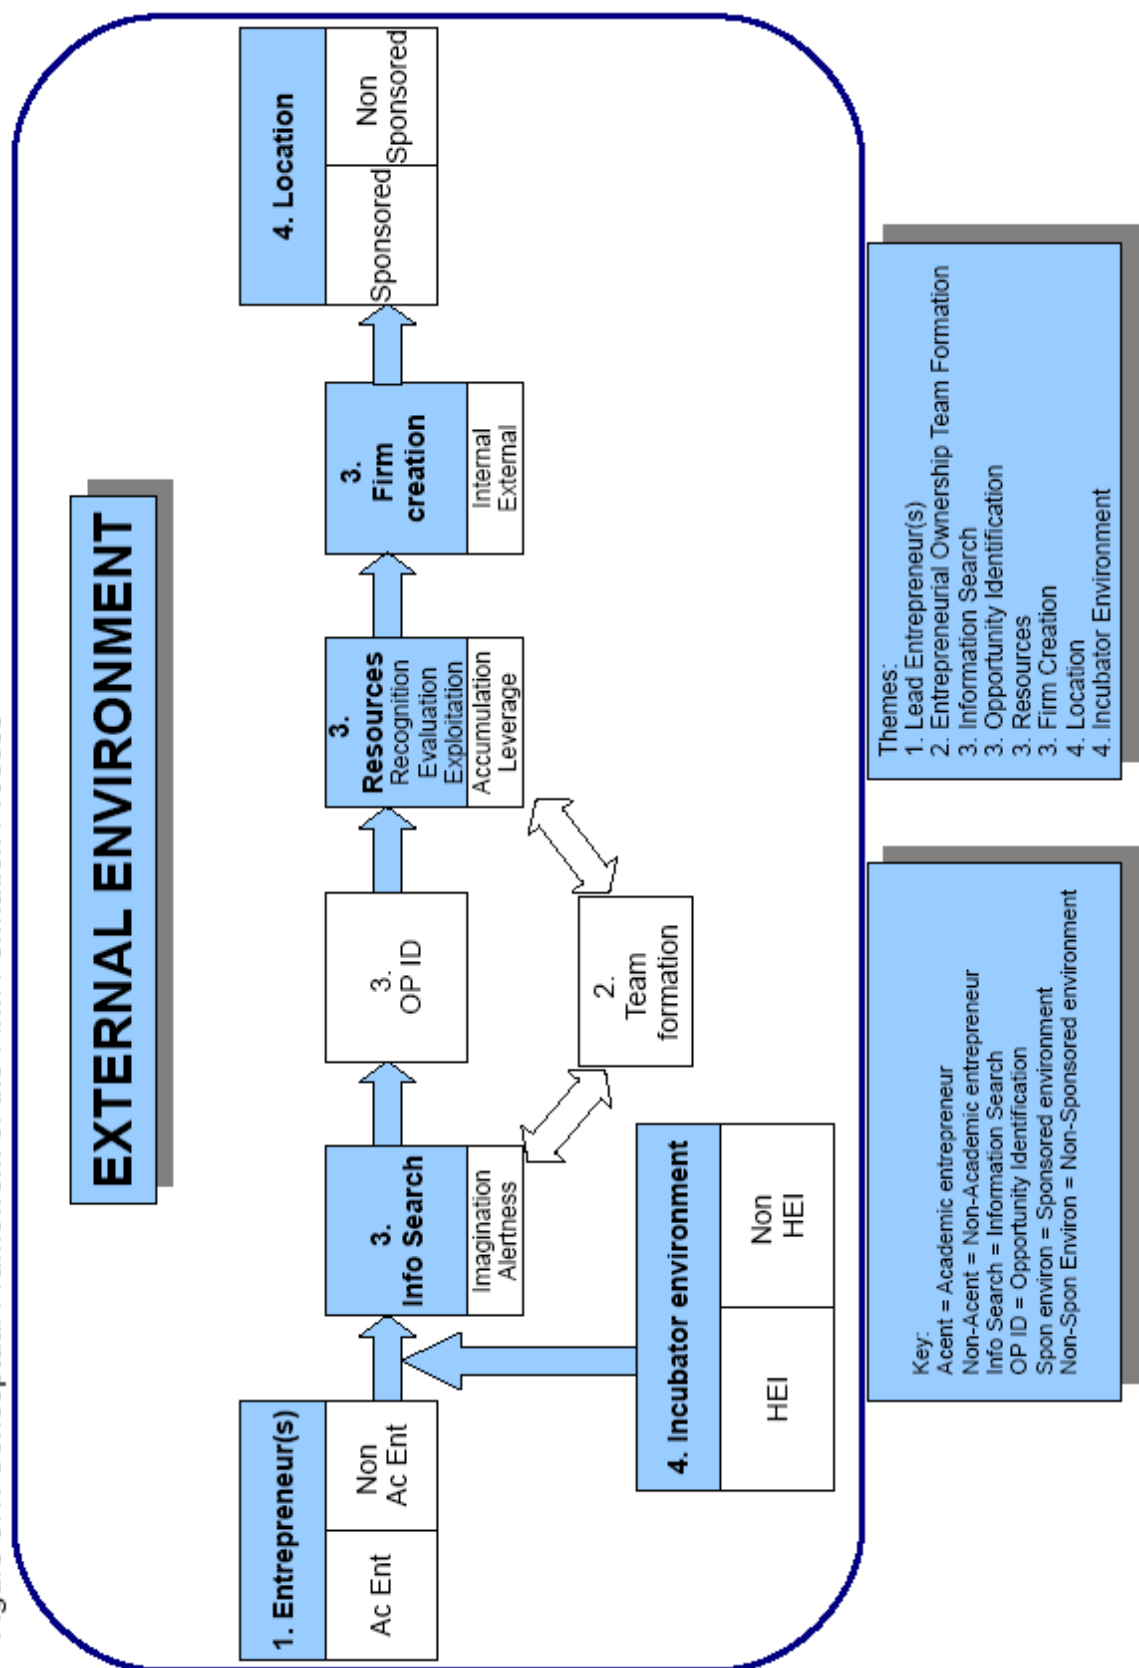 EXTERNAL ENVIRONMENT
1. Entrepreneur(s)
Ac Ent
Non
Ac Ent
3.
Info Search
Imagination
Alertness
3.
OP ID
3.
Resources
Recognition
Evaluation
Exploitation
Accumulation
Leverage
3.
Firm
creation
Internal
External
4. Location
Sponsored
Non
Sponsored
2.
Team
formation
4. Incubator environment
HEI
Non
HEI
Key:
Acent = Academic entrepreneur
Non-Acent = Non-Academic entrepreneur
Info Search = Information Search
OP ID = Opportunity Identification
Spon environ = Sponsored environment
Non-Spon Environ = Non-Sponsored environment
Themes:
1. Lead Entrepreneur(s)
2. Entrepreneurial Ownership Team Formation
3. Information Search
3. Opportunity Identification
3. Resources
3. Firm Creation
4. Location
4. Incubator Environment